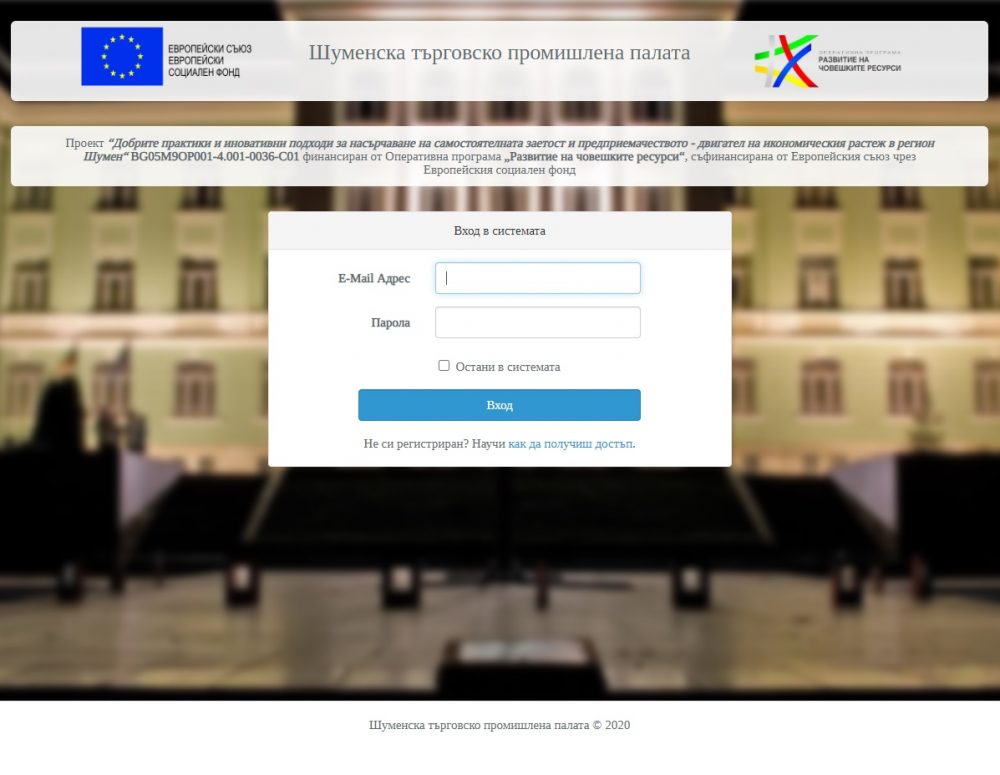 ЕВРОПЕЙСКИ СЪЮЗ
ЕВРОПЕЙСКИ
СОЦИАЛЕН ФОНД
Шуменска търговско промишлена палата
ОПЕРАТИВНА ПРОГРАМА
РАЗВИТИЕ НА
ЧОВЕШКИТЕ РЕСУРСИ
Проект “Добрите практики и иновативни подходи за насърчаване на самостоятелната заетост и предприемачеството - двигател на икономическия растеж в регион
Шумен“ BG05M9OP001-4.001-0036-C01 финансиран от Оперативна програма „Развитие на човешките ресурси“, съфинансирана от Европейския съюз чрез
Европейския социален фонд
Вход в системата
E-Mail Адрес
Парола
Остани в системата
Вход
Не си регистриран? Научи как да получиш достъп.
Шуменска търговско промишлена палата © 2020